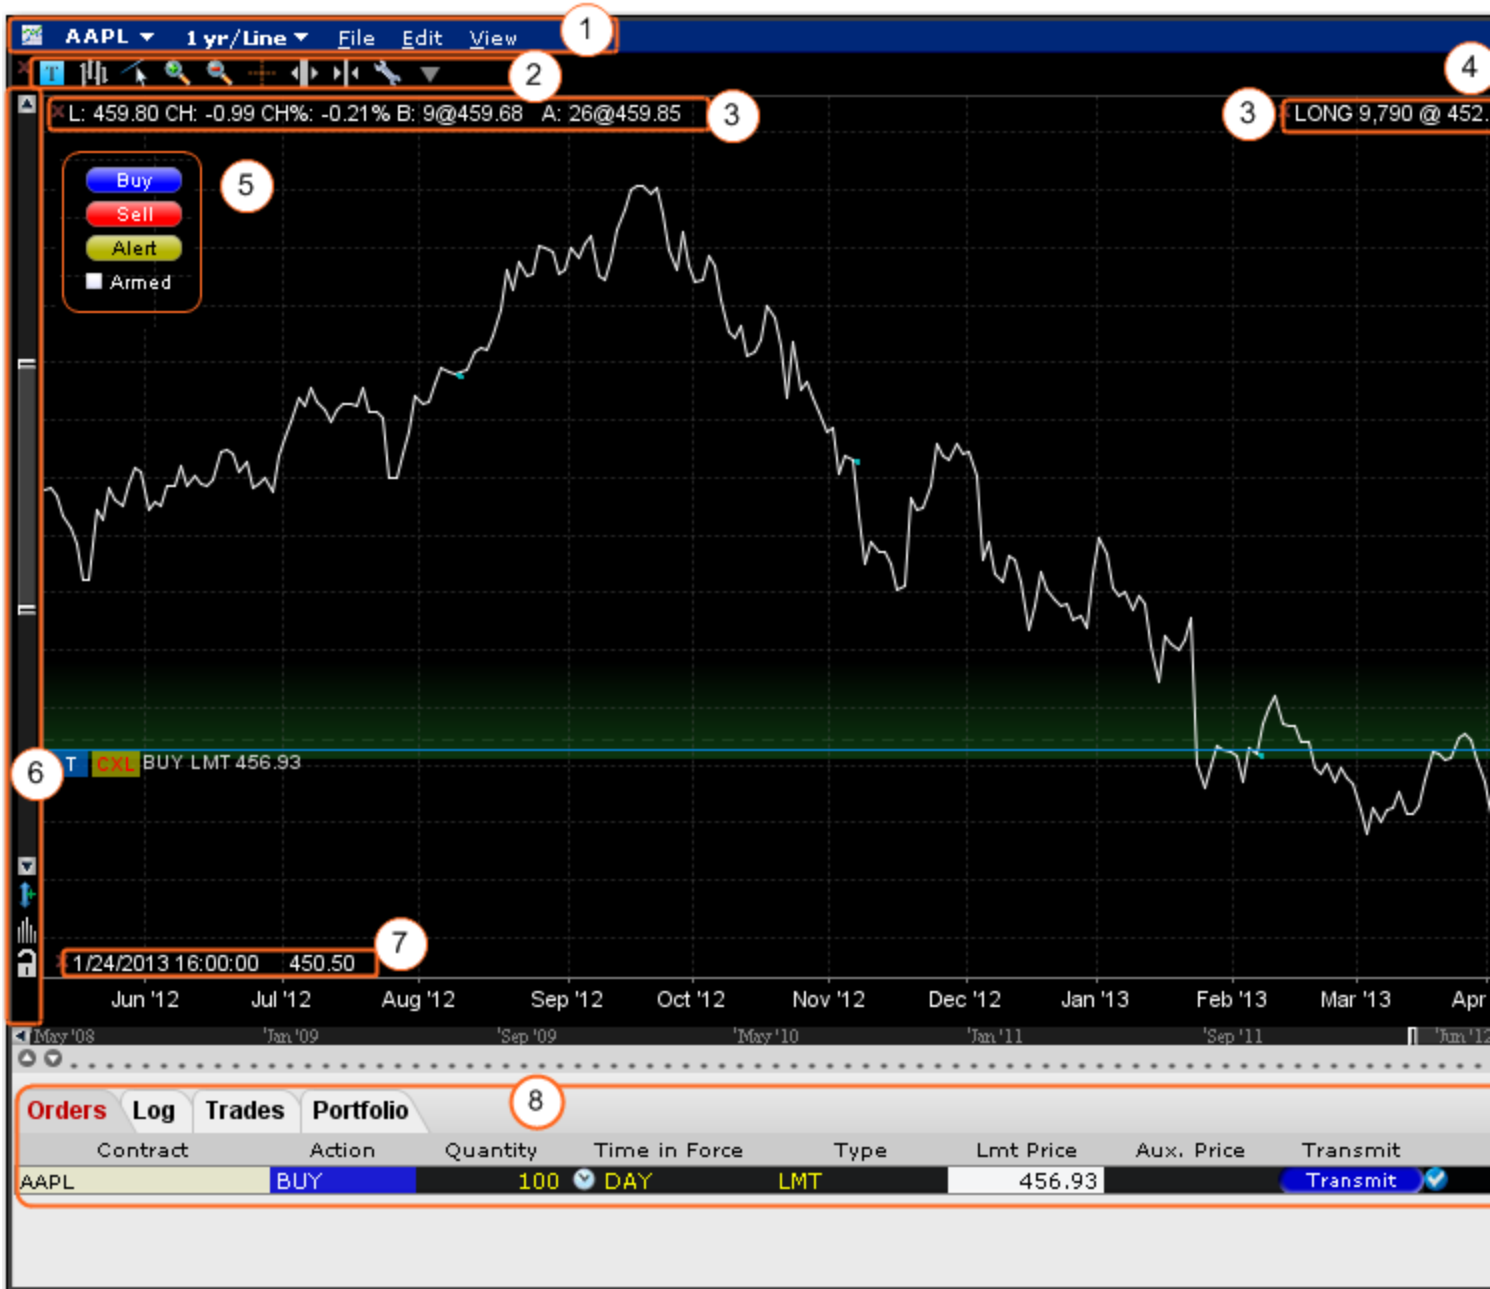 AAPL 1 yr/Line File Edit View
1
2
T
4
L: 459.80 CH: -0.99 CH%: -0.21% B: 9@459.68 A: 26@459.85
3
3
LONG 9,790 @ 452.
Buy
Sell
Alert
Armed
5
6
T CXL BUY LMT 456.93
7
1/24/2013 16:00:00 450.50
Jun '12 Jul '12 Aug '12 Sep '12 Oct '12 Nov '12 Dec '12 Jan '13 Feb '13 Mar '13 Apr
May '08 'Jan '09 'Sep '09 'May '10 'Jan '11 'Sep '11 'Jun '12
8
Orders Log Trades Portfolio
Contract Action Quantity Time in Force Type Lmt Price Aux. Price Transmit
AAPL BUY 100 DAY LMT 456.93 Transmit